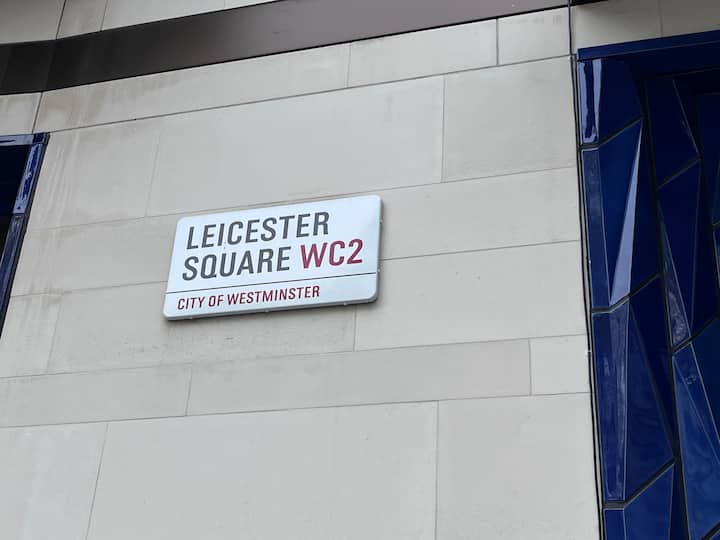 LEICESTER
SQUARE WC2
CITY OF WESTMINSTER